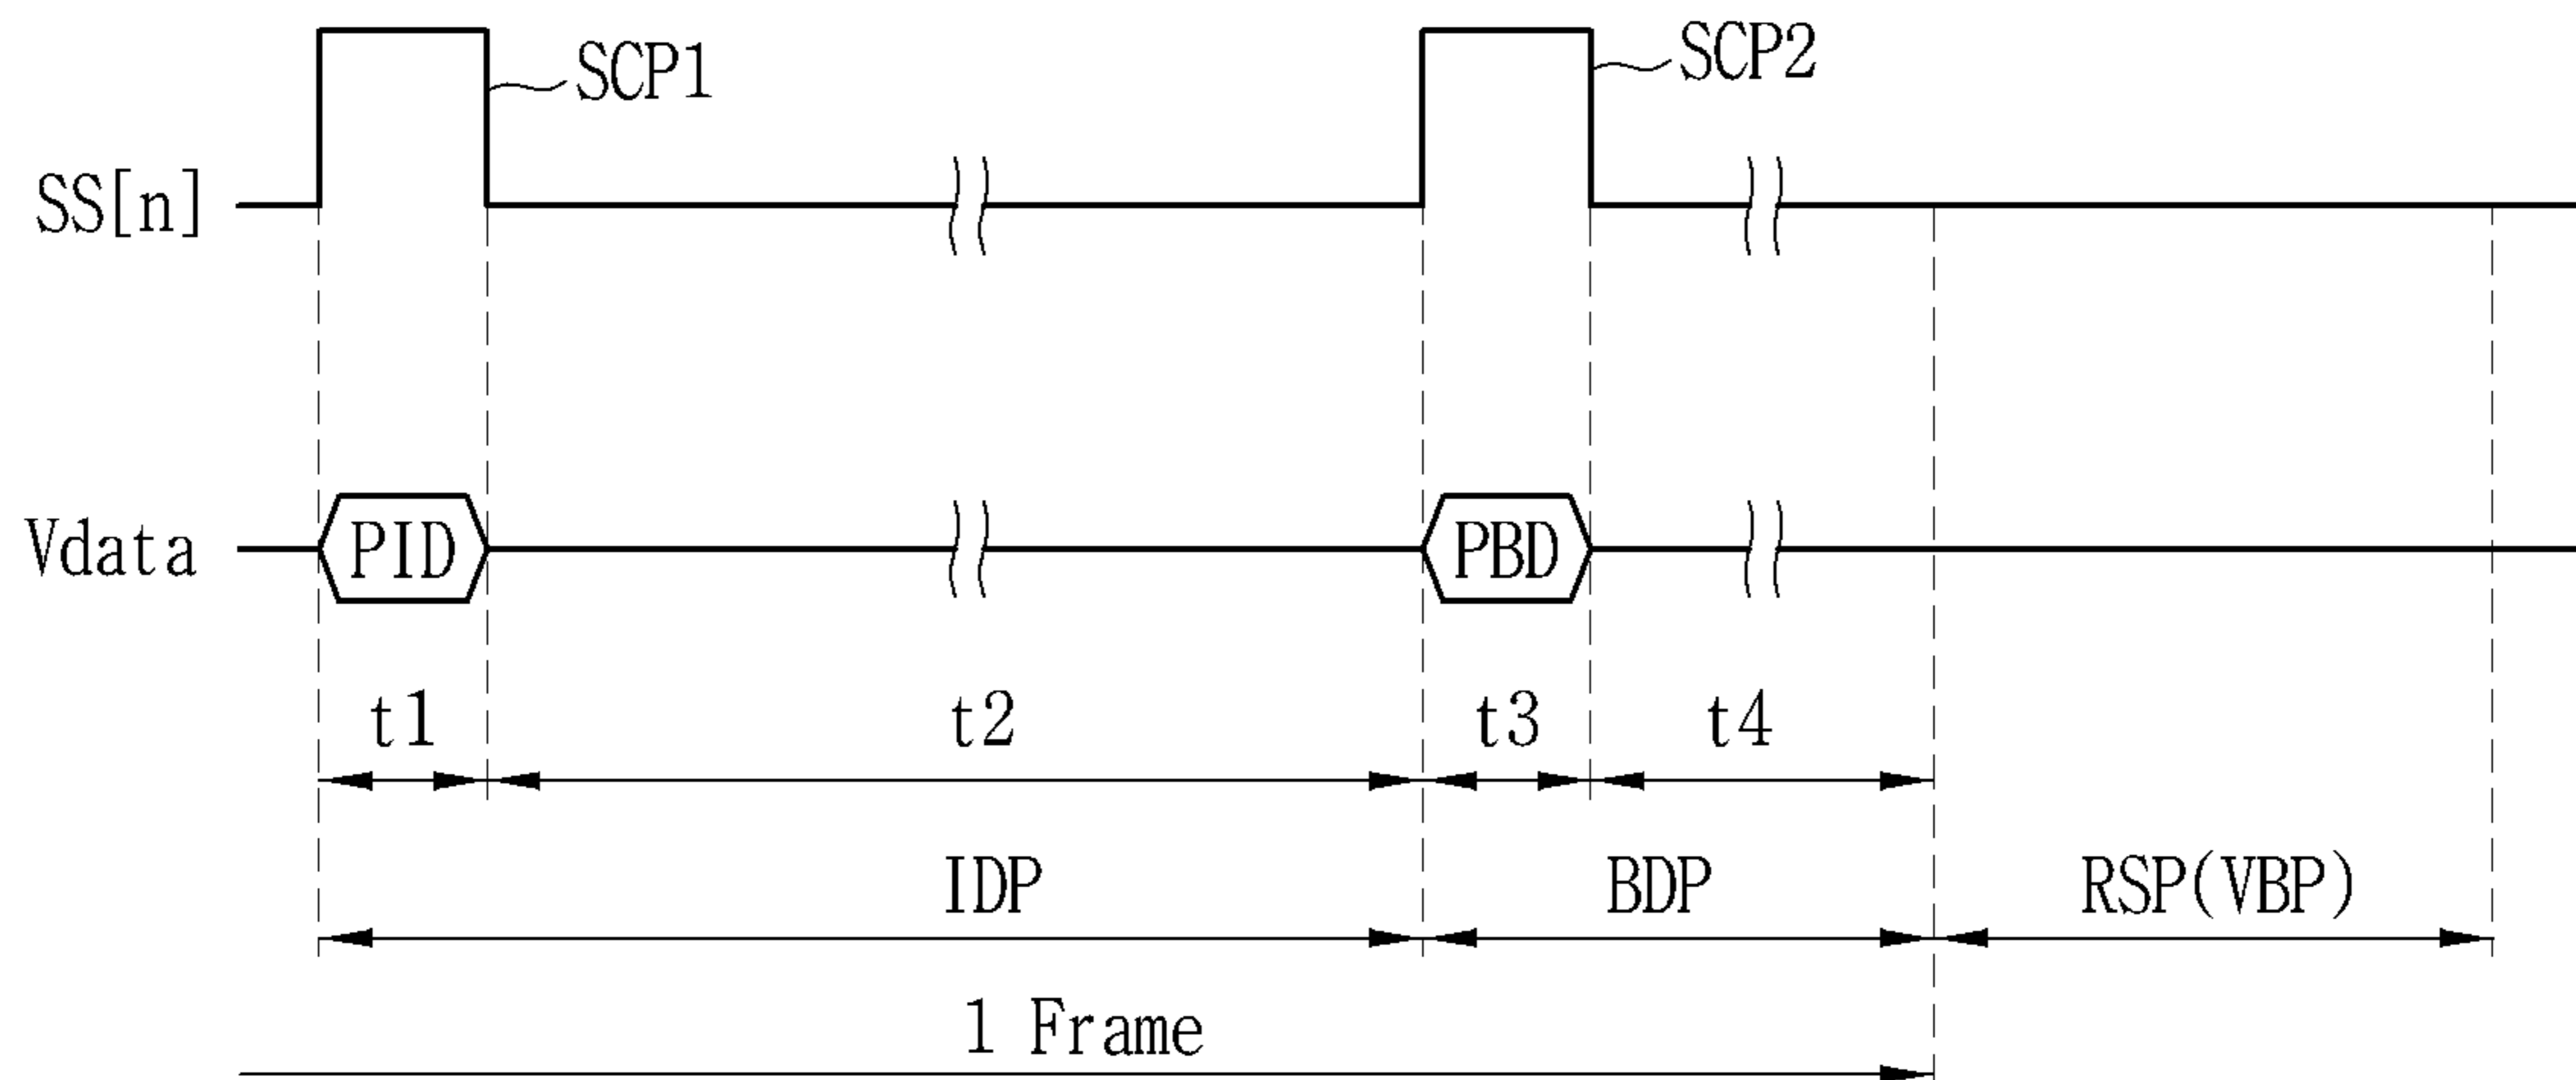 SCP1
SCP2
SS[n]
Vdata
PID
PBD
t1
t2
t3
t4
IDP
BDP
RSP(VBP)
1 Frame